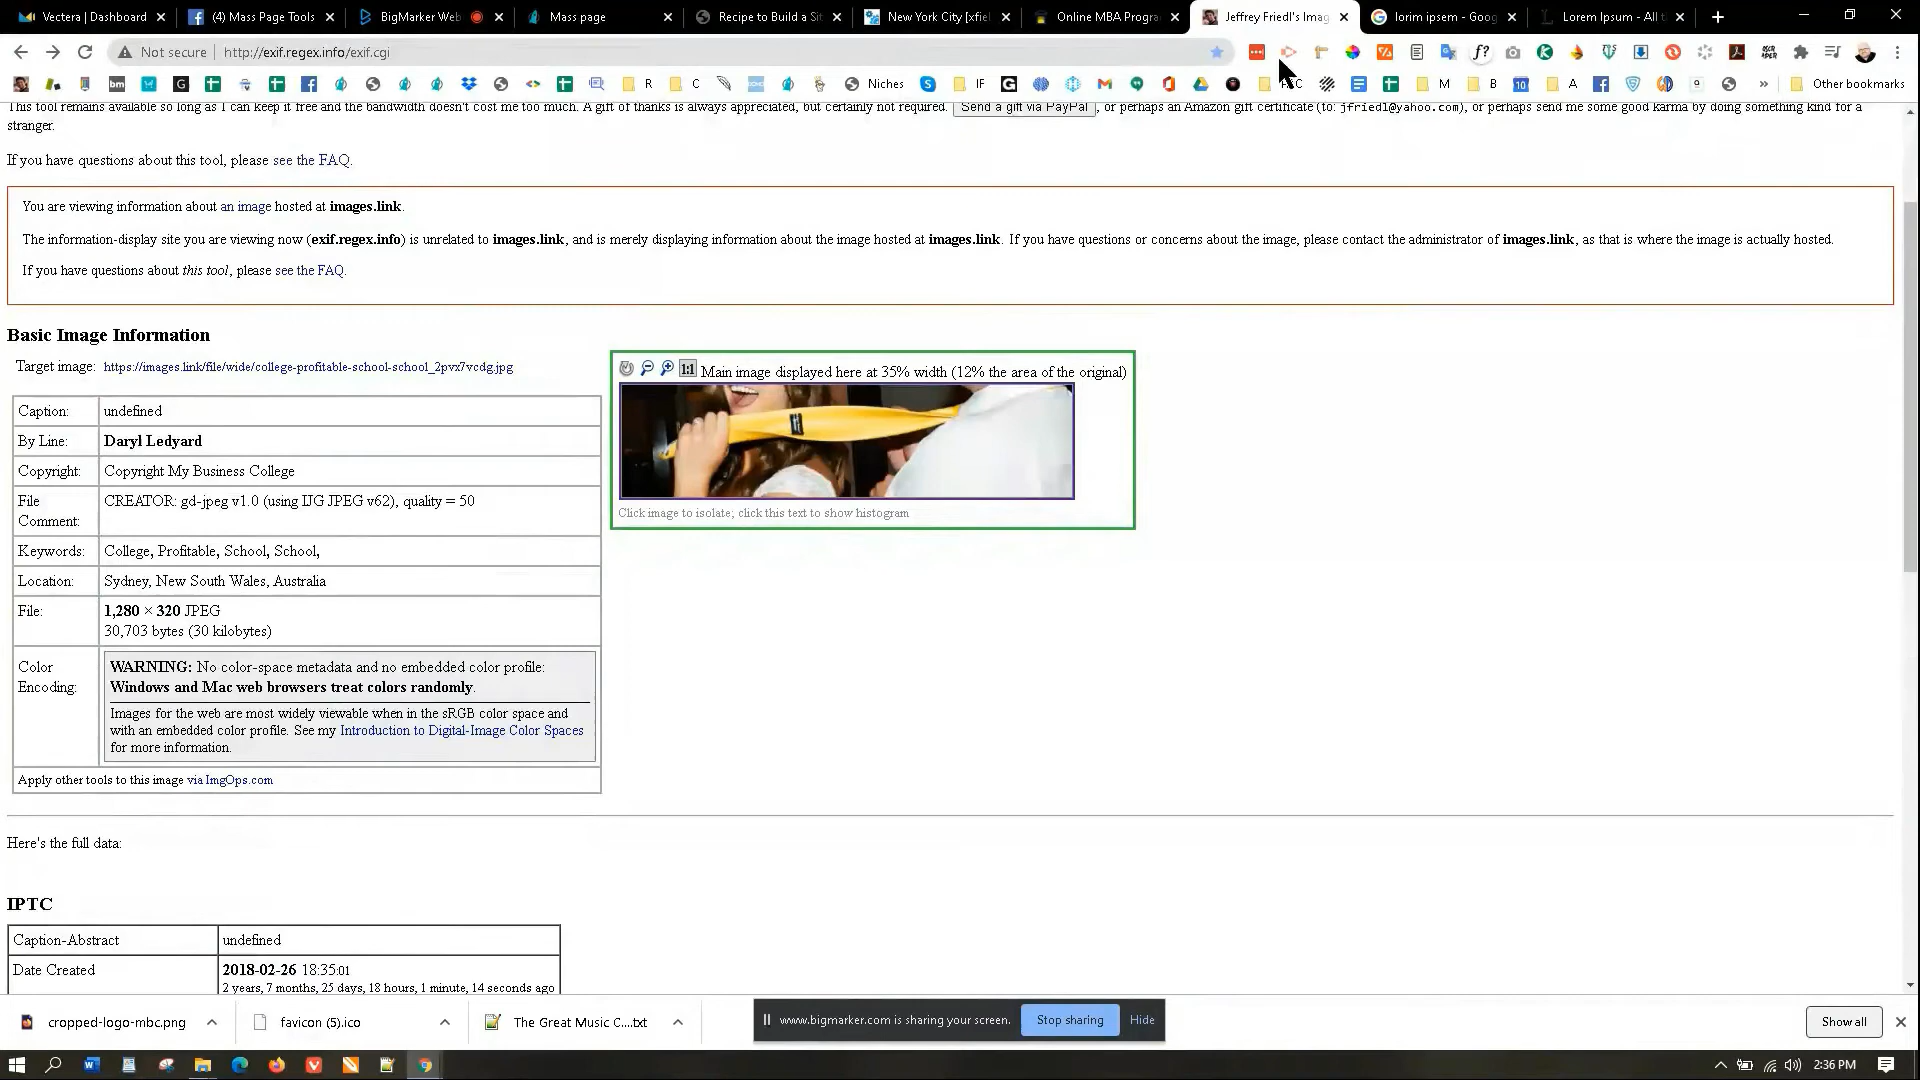 Vectera | Dashboard
(4) Mass Page Tools
BigMarker Web
Mass page
Recipe to Build a Si
New York City [xfiel
Online MBA Progra
Jeffrey Friedl's Imag
lorim ipsem - Goog
Lorem Ipsum - All t
Not secure
http://exif.regex.info/exif.cgi
bm
G
R
C
Niches
IF
G
10
M
B
A
Other bookmarks
This tool remains available so long as I can keep it free and the bandwidth doesn't cost me too much. A gift of thanks is always appreciated, but certainly not required. Send a gift via PayPal, or perhaps an Amazon gift certificate (to: jfriedl@yahoo.com), or perhaps send me some good karma by doing something kind for a
stranger.
If you have questions about this tool, please see the FAQ.
You are viewing information about an image hosted at images.link.
The information-display site you are viewing now (exif.regex.info) is unrelated to images.link, and is merely displaying information about the image hosted at images.link. If you have questions or concerns about the image, please contact the administrator of images.link, as that is where the image is actually hosted.
If you have questions about this tool, please see the FAQ.
Basic Image Information
Target image: https://images.link/file/wide/college-profitable-school-school_2pvx7vcdg.jpg
1:1 Main image displayed here at 35% width (12% the area of the original)
Click image to isolate; click this text to show histogram
Caption: undefined
By Line: Daryl Ledyard
Copyright: Copyright My Business College
File Comment: CREATOR: gd-jpeg v1.0 (using IJG JPEG v62), quality = 50
Keywords: College, Profitable, School, School,
Location: Sydney, New South Wales, Australia
File: 1,280 × 320 JPEG
30,703 bytes (30 kilobytes)
Color Encoding:
WARNING: No color-space metadata and no embedded color profile:
Windows and Mac web browsers treat colors randomly.
Images for the web are most widely viewable when in the sRGB color space and
with an embedded color profile. See my Introduction to Digital-Image Color Spaces
for more information.
Apply other tools to this image via ImgOps.com
Here's the full data:
IPTC
Caption-Abstract undefined
Date Created 2018-02-26 18:35:01
2 years, 7 months, 25 days, 18 hours, 1 minute, 14 seconds ago
cropped-logo-mbc.png
favicon (5).ico
The Great Music C....txt
www.bigmarker.com is sharing your screen.
Stop sharing
Hide
Show all
2:36 PM